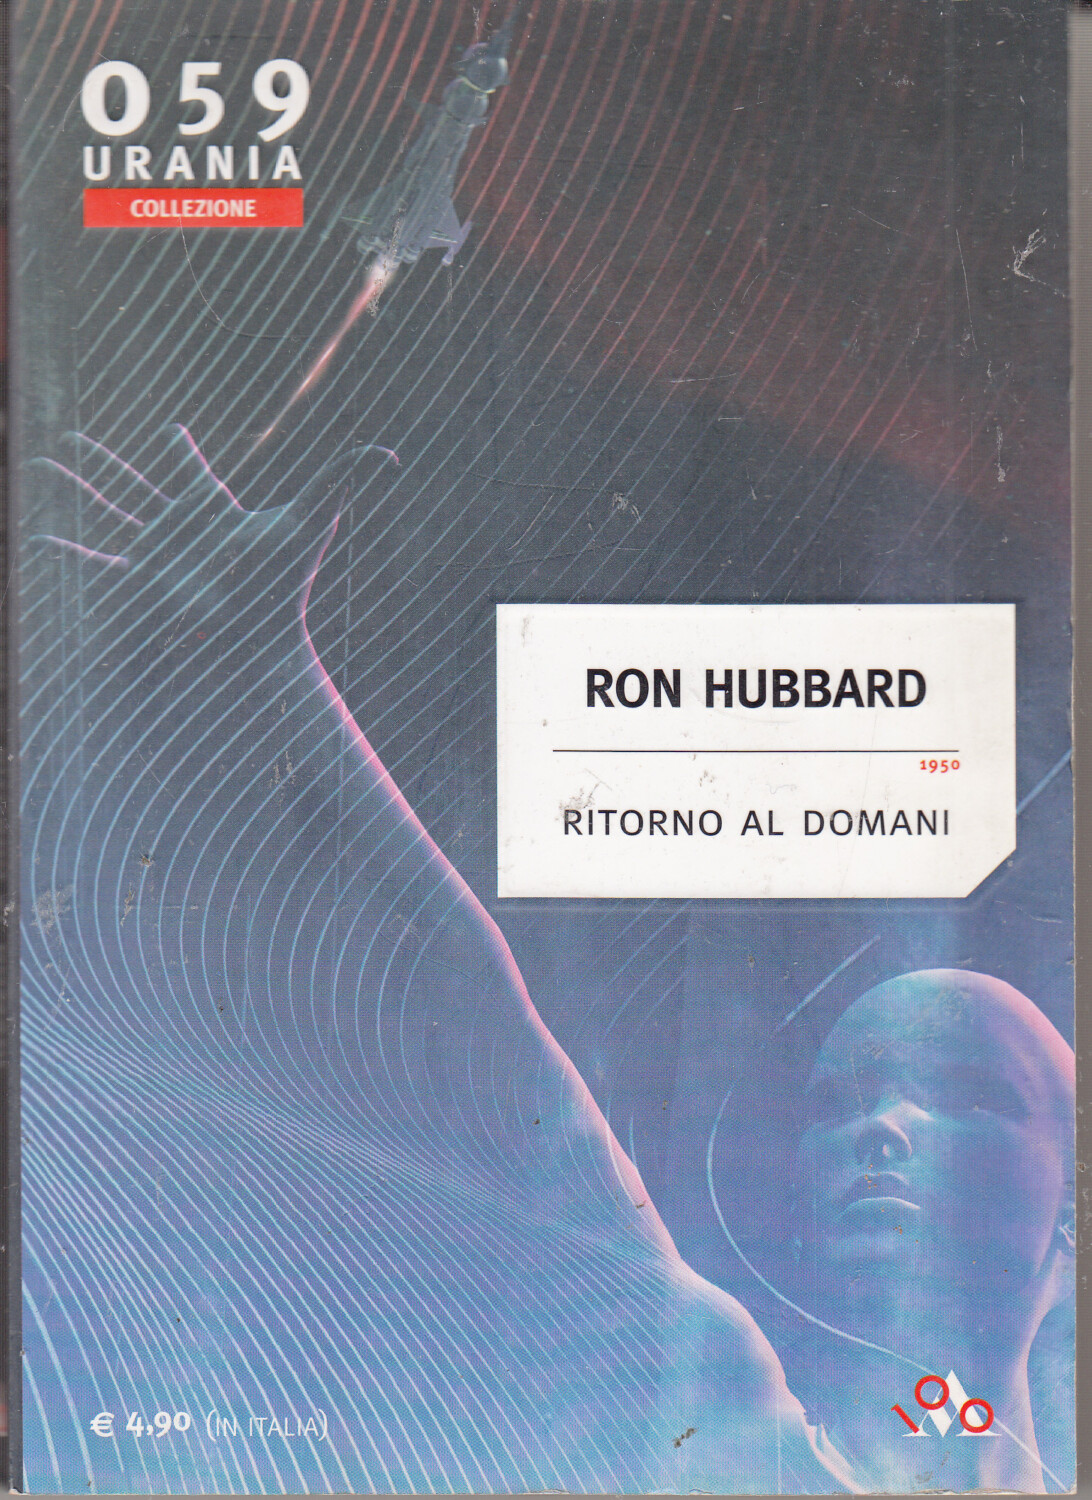 059
URANIA
COLLEZIONE
RON HUBBARD
1950
RITORNO AL DOMANI
€ 4,90 (IN ITALIA)
100